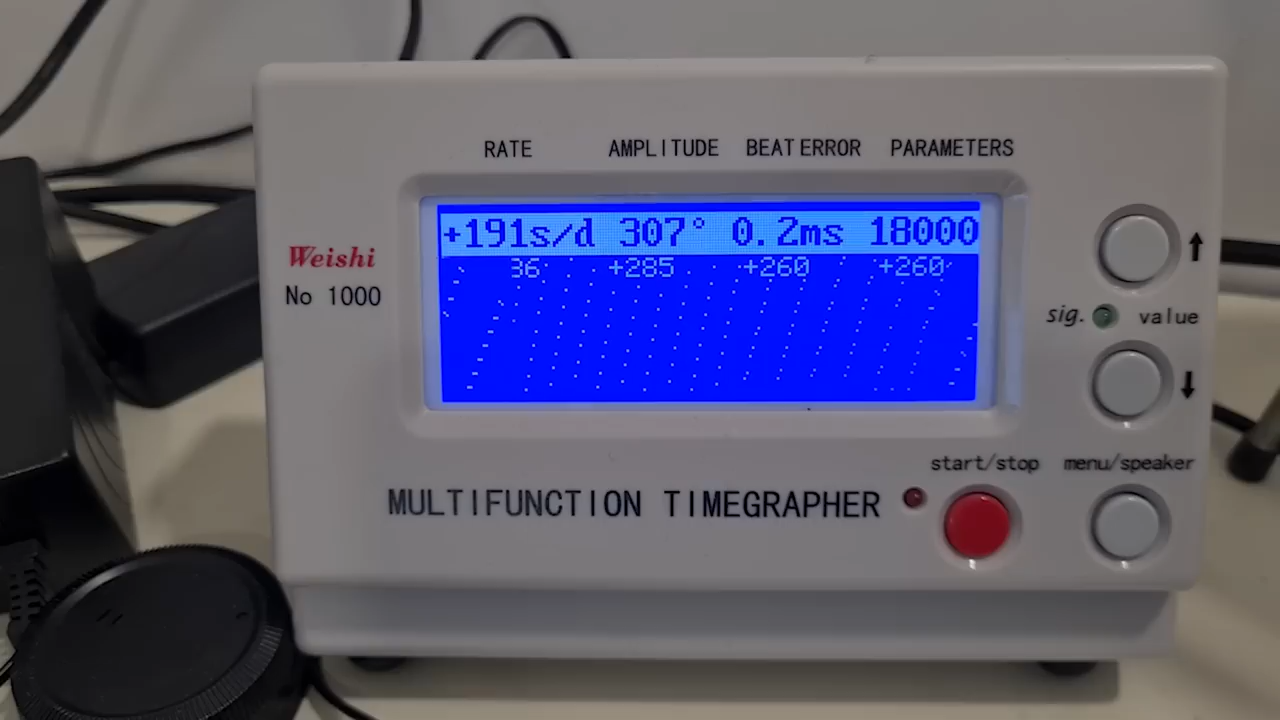 RATE AMPLITUDE BEAT ERROR PARAMETERS
+191s/d 307° 0.2ms 18000
36 +285 +260 +260
Weishi
No 1000
sig. value
start/stop menu/speaker
MULTIFUNCTION TIMEGRAPHER